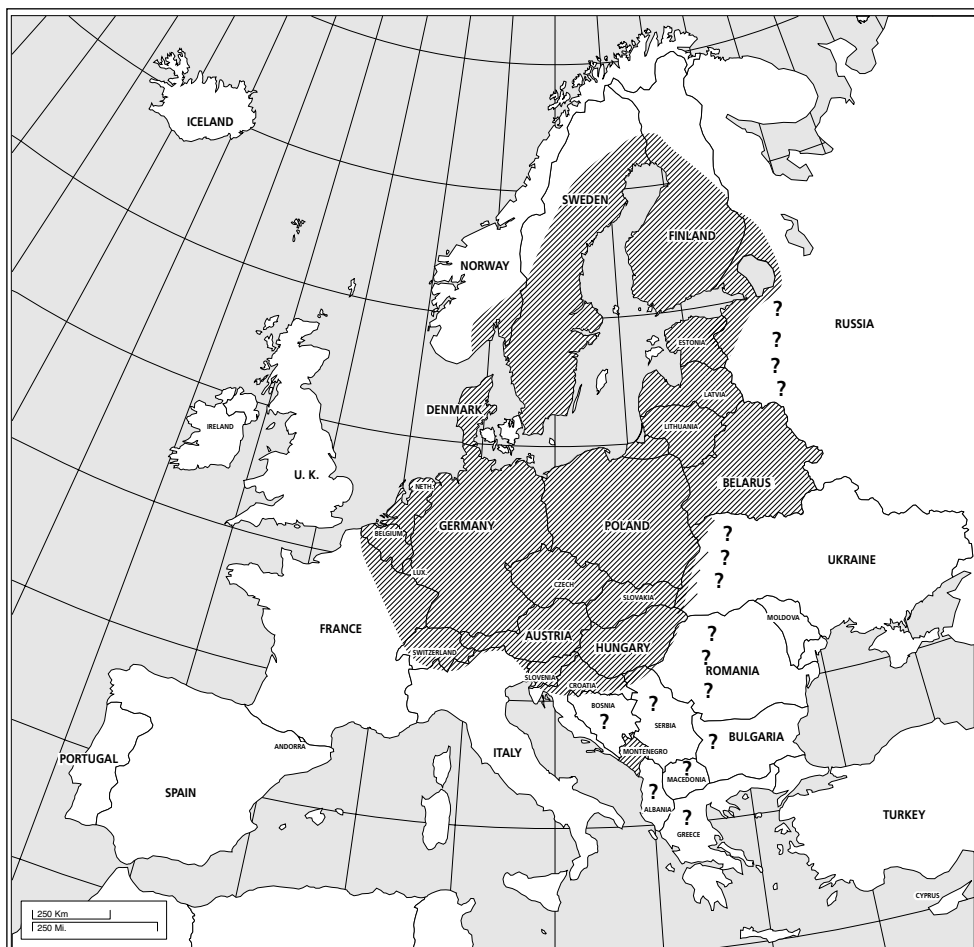 ICELAND
SWEDEN
FINLAND
NORWAY
RUSSIA
?
?
?
?
ESTONIA
LATVIA
DENMARK
LITHUANIA
IRELAND
U. K.
NETH.
BELARUS
GERMANY
POLAND
BELGIUM
?
?
?
UKRAINE
LUX.
CZECH
SLOVAKIA
MOLDOVA
FRANCE
AUSTRIA
HUNGARY
?
SWITZERLAND
?
ROMANIA
SLOVENIA
CROATIA
?
BOSNIA
?
?
SERBIA
ANDORRA
ITALY
MONTENEGRO
?
BULGARIA
PORTUGAL
SPAIN
?
MACEDONIA
?
ALBANIA
?
GREECE
TURKEY
CYPRUS
250 Km
250 Mi.